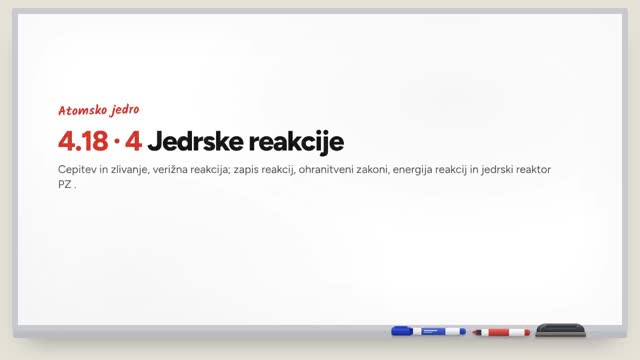 Atomsko jedro
4.18 · 4 Jedrske reakcije
Cepitev in zlivanje, verižna reakcija; zapis reakcij, ohranitveni zakoni, energija reakcij in jedrski reaktor
PZ .